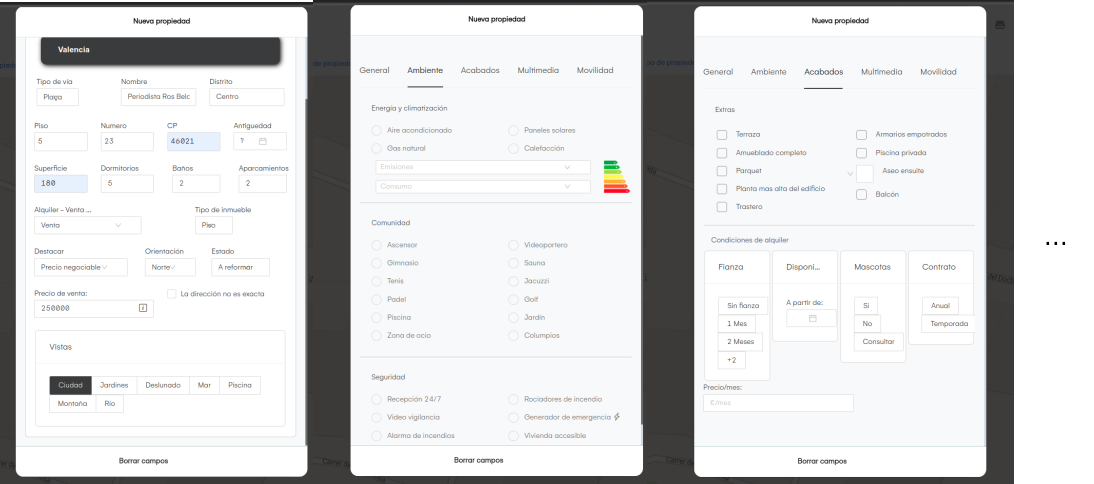 Nueva propiedad
Valencia
Tipo de vía Nombre Distrito
Plaça Periodista Ros Belc Centro
Piso Numero CP Antiguedad
5 23 46021 ?
Superficie Dormitorios Baños Aparcamientos
180 5 2 2
Alquiler - Venta ... Tipo de inmueble
Venta Piso
Destacar Orientación Estado
Precio negociable Norte A reformar
Precio de venta: La dirección no es exacta
250000
Vistas
Ciudad Jardines Deslunado Mar Piscina
Montaña Río
Borrar campos
Nueva propiedad
General Ambiente Acabados Multimedia Movilidad
Energía y climatización
Aire acondicionado Paneles solares
Gas natural Calefacción
Emisiones
Consumo
Comunidad
Ascensor Videoportero
Gimnasio Sauna
Tenis Jacuzzi
Padel Golf
Piscina Jardín
Zona de ocio Columpios
Seguridad
Recepción 24/7 Rociadores de incendio
Video vigilancia Generador de emergencia
Alarma de incendios Vivienda accesible
Borrar campos
Nueva propiedad
General Ambiente Acabados Multimedia Movilidad
Extras
Terraza Armarios empotrados
Amueblado completo Piscina privada
Parquet Aseo ensuite
Planta mas alta del edificio Balcón
Trastero
Condiciones de alquiler
Fianza Disponi... Mascotas Contrato
Sin fianza A partir de: Si Anual
1 Mes No Temporada
2 Meses Consultar
+2
Precio/mes:
€/mes
Borrar campos
...